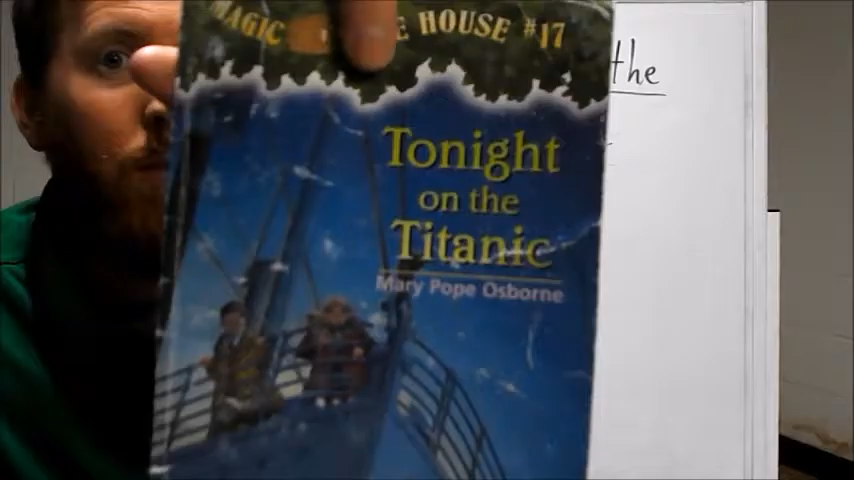 MAGIC E HOUSE #17
the
Tonight
on the
Titanic
Mary Pope Osborne